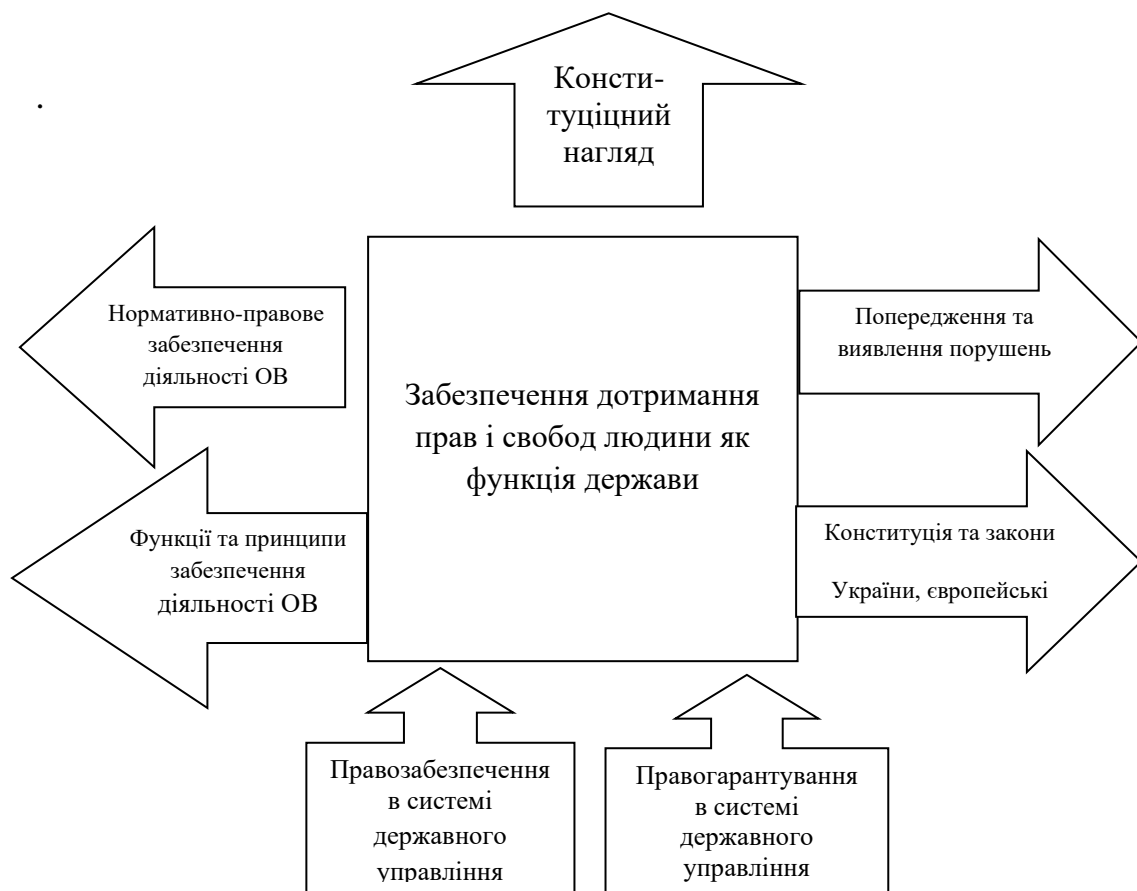 Консти-
туціцний
нагляд
.
Нормативно-правове
забезпечення
діяльності ОВ
Попередження та
виявлення порушень
Забезпечення дотримання
прав і свобод людини як
функція держави
Функції та принципи
забезпечення
діяльності ОВ
Конституція та закони
України, європейські
Правозабезпечення
в системі
державного
управління
Правогарантування
в системі
державного
управління